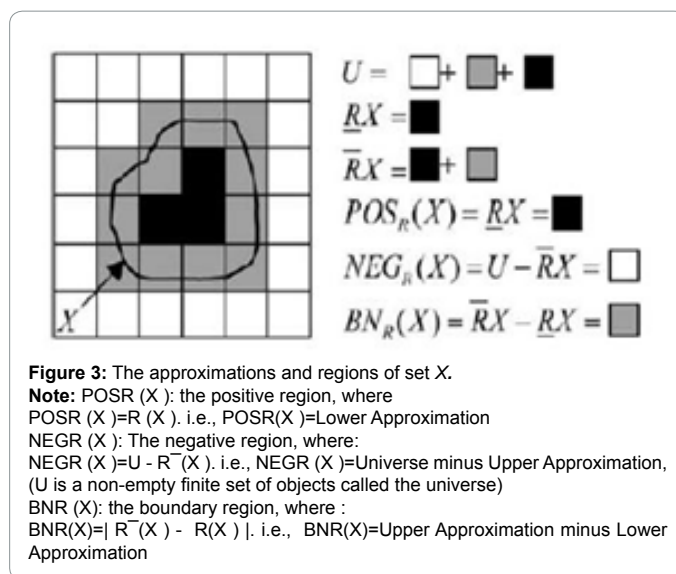 U = + +
R̲X =
R̅X = +
POS_R(X) = R̲X =
NEG_R(X) = U − R̅X =
BN_R(X) = R̅X − R̲X =
X
Figure 3: The approximations and regions of set X.
Note: POSR (X ): the positive region, where
POSR (X )=R (X ). i.e., POSR(X )=Lower Approximation
NEGR (X ): The negative region, where:
NEGR (X )=U - R¯(X ). i.e., NEGR (X )=Universe minus Upper Approximation,
(U is a non-empty finite set of objects called the universe)
BNR (X): the boundary region, where :
BNR(X)=| R¯(X ) - R(X ) |. i.e., BNR(X)=Upper Approximation minus Lower
Approximation